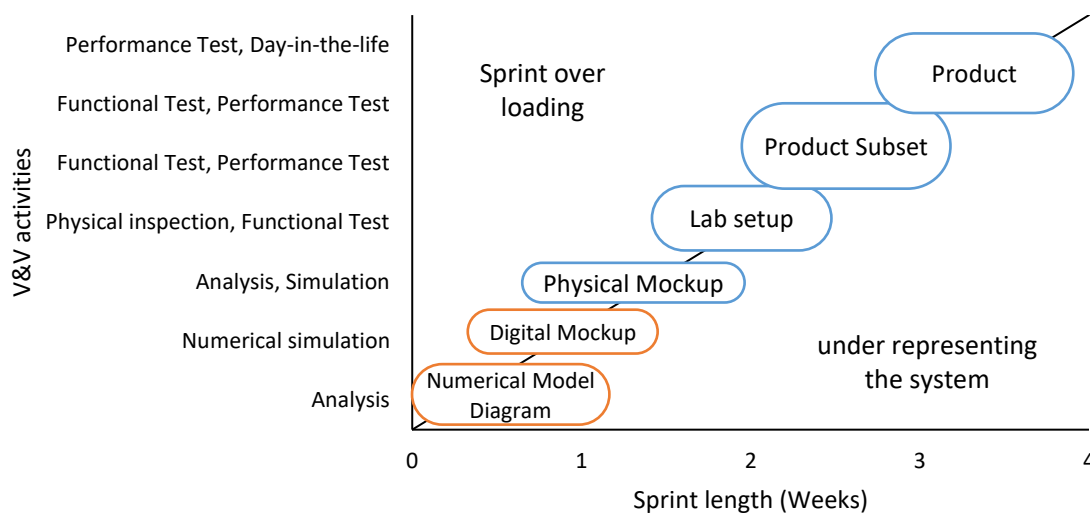 Performance Test, Day-in-the-life
Functional Test, Performance Test
Functional Test, Performance Test
Physical inspection, Functional Test
Analysis, Simulation
Numerical simulation
Analysis
V&V activities
Sprint over
loading
Product
Product Subset
Lab setup
Physical Mockup
Digital Mockup
Numerical Model
Diagram
under representing
the system
0 1 2 3 4
Sprint length (Weeks)